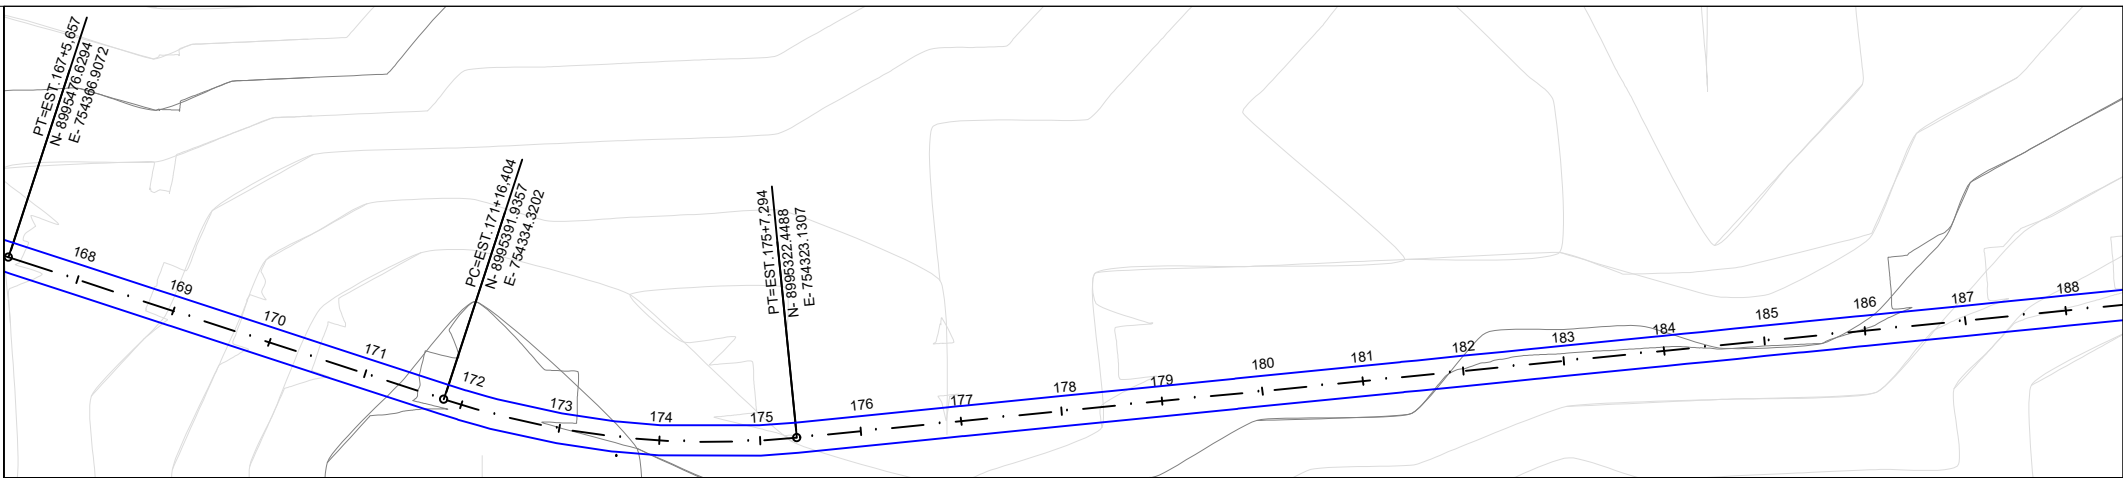 PT=EST.167+5,657
N- 8995476.6294
E- 754366.9072
PC=EST.171+16,404
N- 8995391.9357
E- 754334.3202
PT=EST.175+7,294
N- 8995322.4488
E- 754323.1307
168
169
170
171
172
173
174
175
176
177
178
179
180
181
182
183
184
185
186
187
188